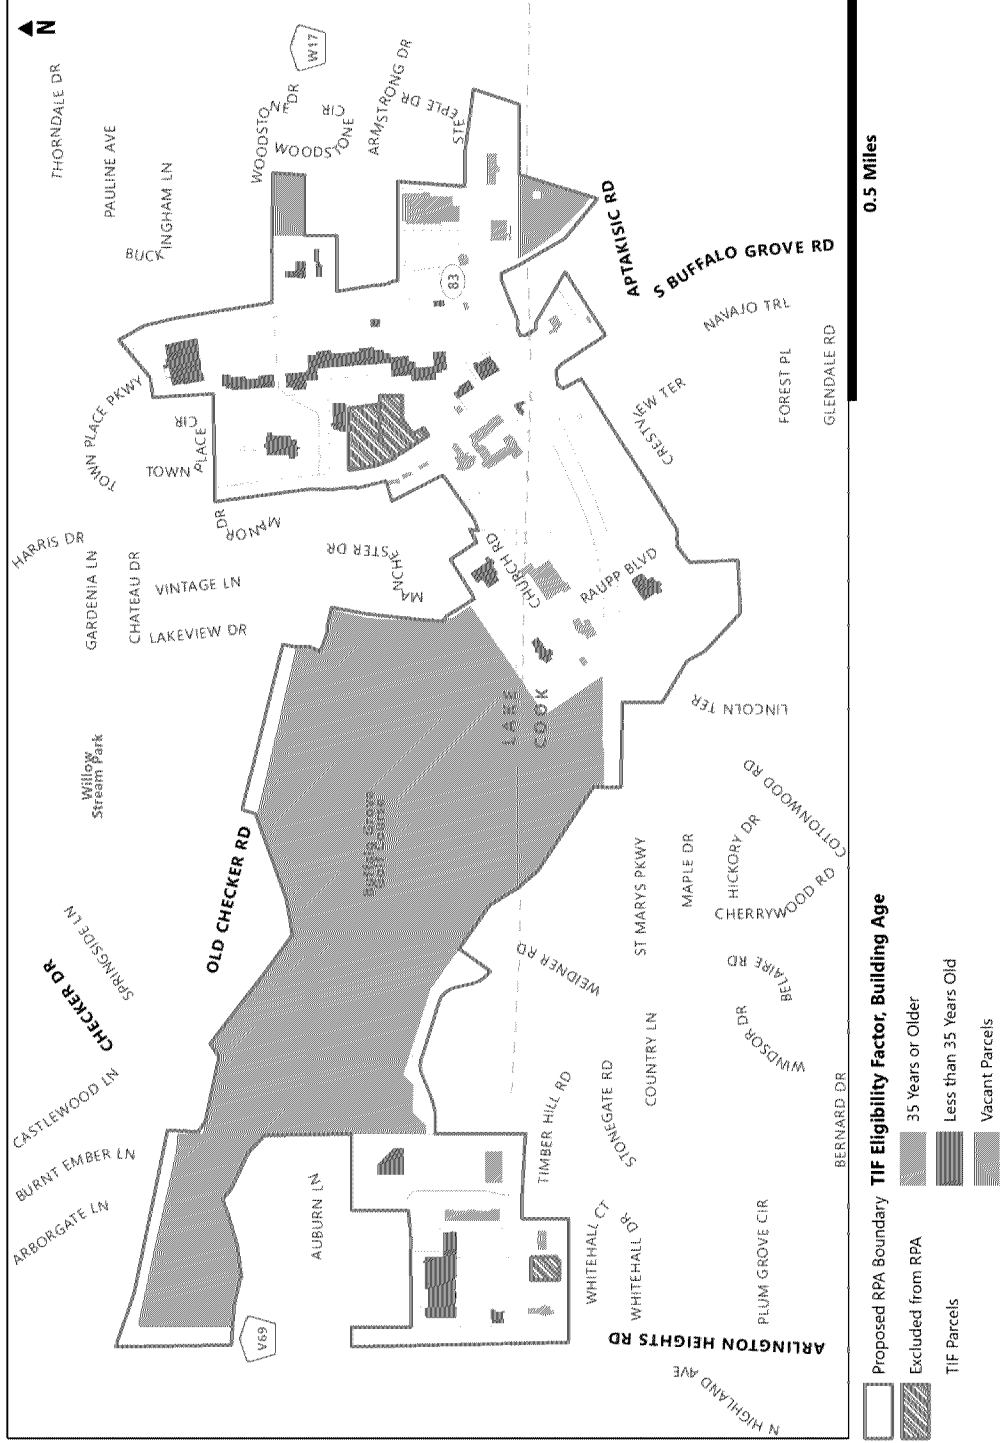 N
THORNDALE DR
PAULINE AVE
BUCKINGHAM LN
WOODSTONE DR
WOODSTONE CIR
W17
ARMSTRONG DR
STEEPLE DR
TOWN PLACE PKWY
TOWN PLACE CIR
83
APTAKISIC RD
S BUFFALO GROVE RD
NAVAJO TRL
FOREST PL
GLENDALE RD
CRESTVIEW TER
HARRIS DR
GARDENIA LN
CHATEAU DR
VINTAGE LN
LAKEVIEW DR
MANOR DR
MANCHESTER DR
CHURCH RD
RAUPP BLVD
LINCOLN TER
LAKE
COOK
Willow
Stream Park
Buffalo Grove
Golf Course
OLD CHECKER RD
CHECKER DR
SPRINGSIDE LN
CASTLEWOOD LN
BURNT EMBER LN
ARBORGATE LN
AUBURN LN
V69
WEIDNER RD
ST MARYS PKWY
MAPLE DR
HICKORY DR
CHERRYWOOD RD
COTTONWOOD RD
BELAIRE RD
WINDSOR DR
COUNTRY LN
STONEGATE RD
TIMBER HILL RD
BERNARD DR
WHITEHALL CT
WHITEHALL DR
PLUM GROVE CIR
ARLINGTON HEIGHTS RD
N HIGHLAND AVE
0.5 Miles
Proposed RPA Boundary
Excluded from RPA
TIF Parcels
TIF Eligibility Factor, Building Age
35 Years or Older
Less than 35 Years Old
Vacant Parcels